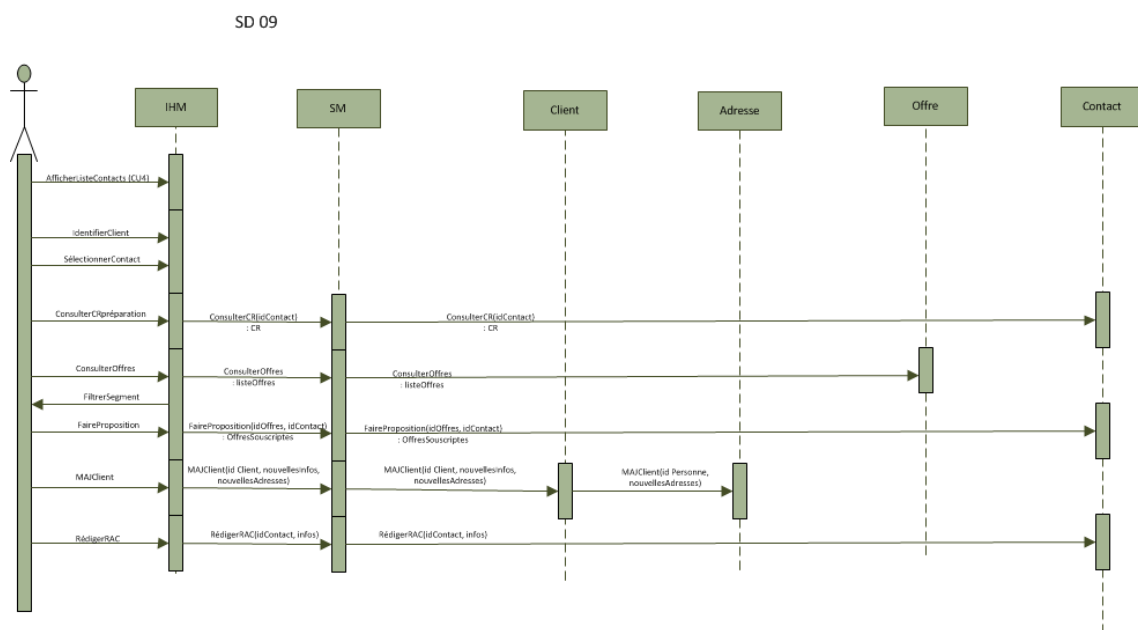 SD 09
IHM
SM
Client
Adresse
Offre
Contact
AfficherListeContacts (CU4)
IdentifierClient
SélectionnerContact
ConsulterCRpréparation
ConsulterCR(idContact)
: CR
ConsulterCR(idContact)
: CR
ConsulterOffres
ConsulterOffres
: listeOffres
ConsulterOffres
: listeOffres
FiltrerSegment
FaireProposition
FaireProposition(idOffres, idContact)
: OffresSouscriptes
FaireProposition(idOffres, idContact)
: OffresSouscriptes
MAJClient
MAJClient(id Client, nouvellesInfos,
nouvellesAdresses)
MAJClient(id Client, nouvellesInfos,
nouvellesAdresses)
MAJClient(id Personne,
nouvellesAdresses)
RédigerRAC
RédigerRAC(idContact, infos)
RédigerRAC(idContact, infos)